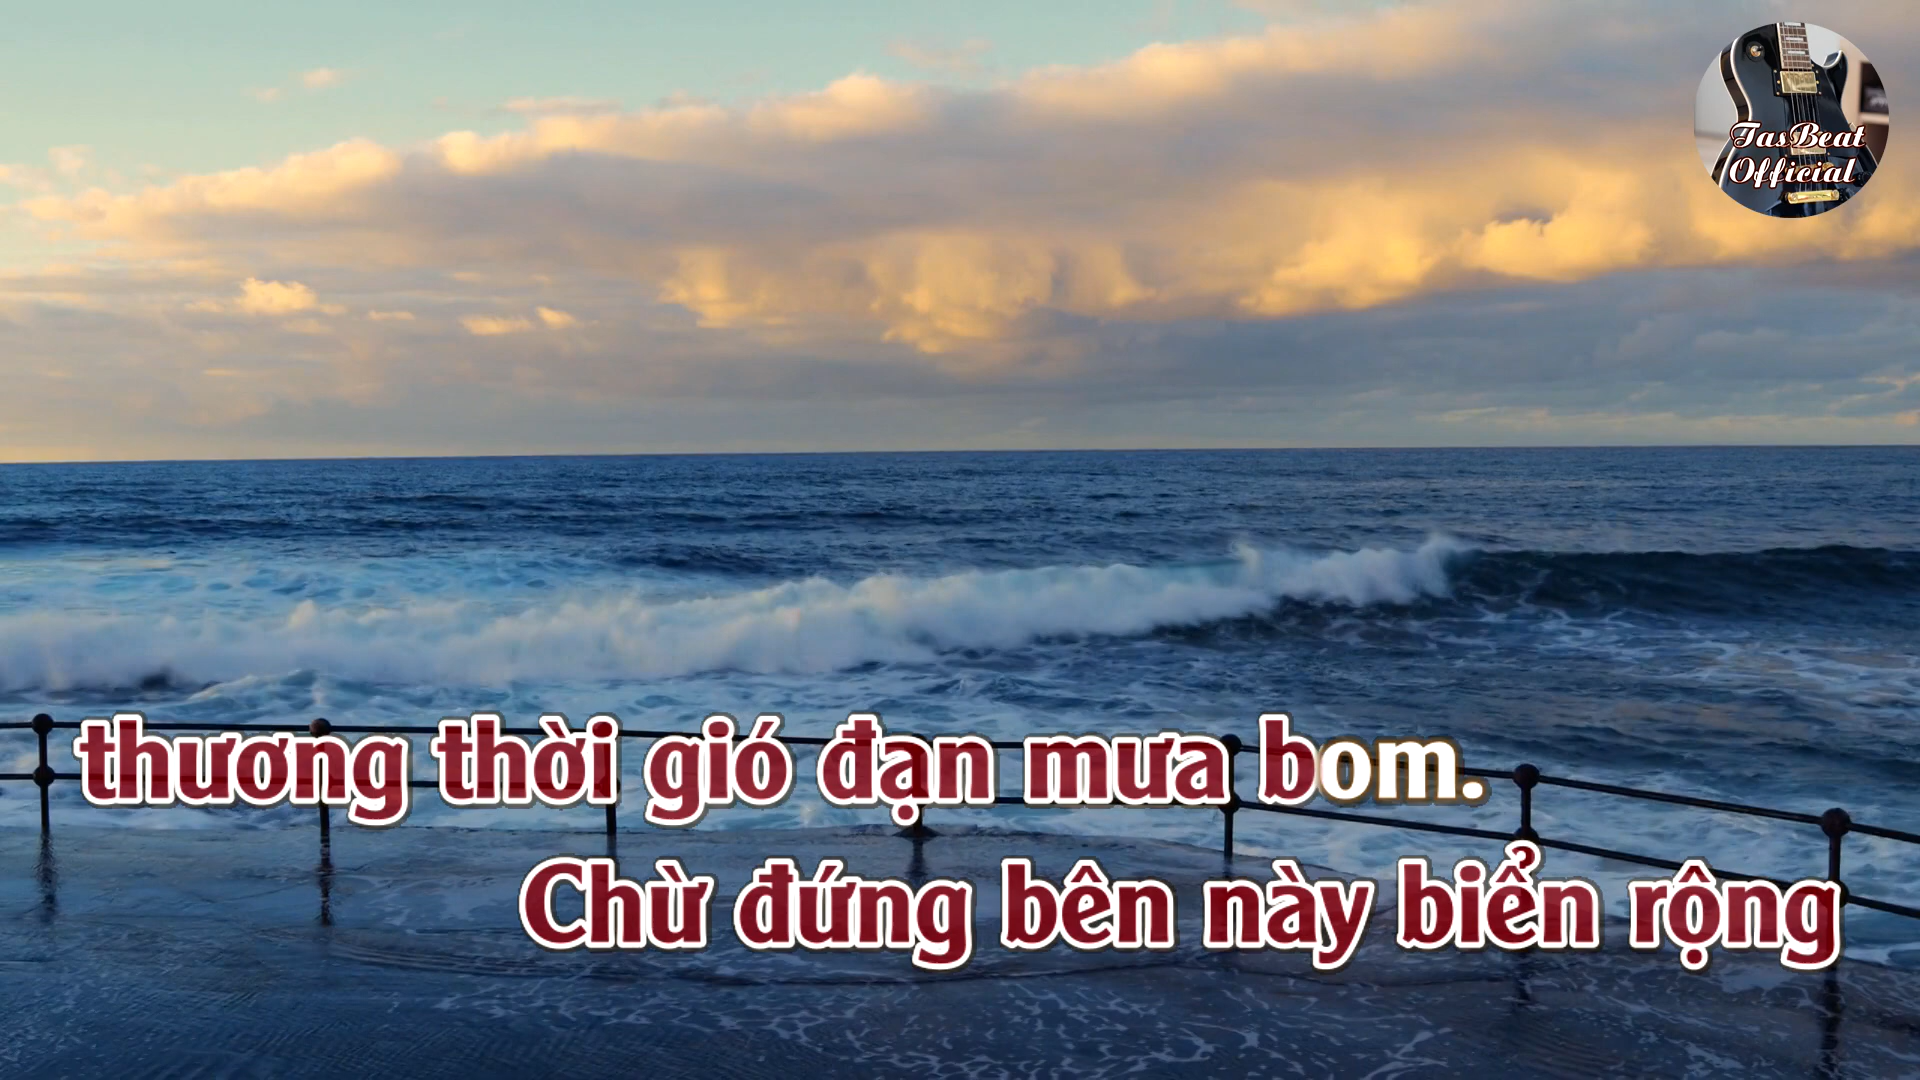 TasBeat
Official
thương thời gió đạn mưa bom.
Chừ đứng bên này biển rộng